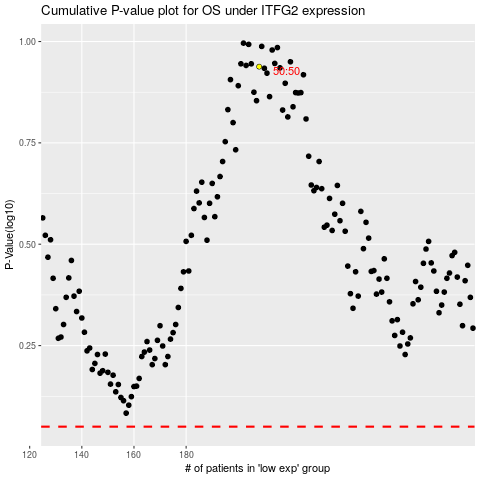 Cumulative P-value plot for OS under ITFG2 expression
P-Value(log10)
1.00
0.75
0.50
0.25
50:50
120 140 160 180
# of patients in 'low exp' group